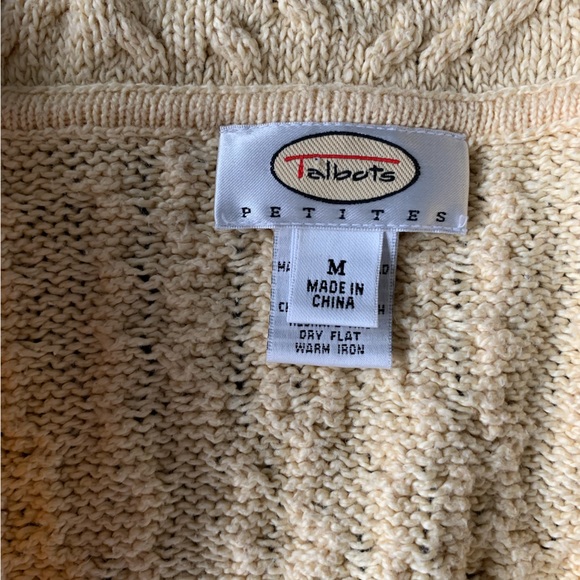 Talbots
PETITES
M
MADE IN
CHINA
DRY FLAT
WARM IRON